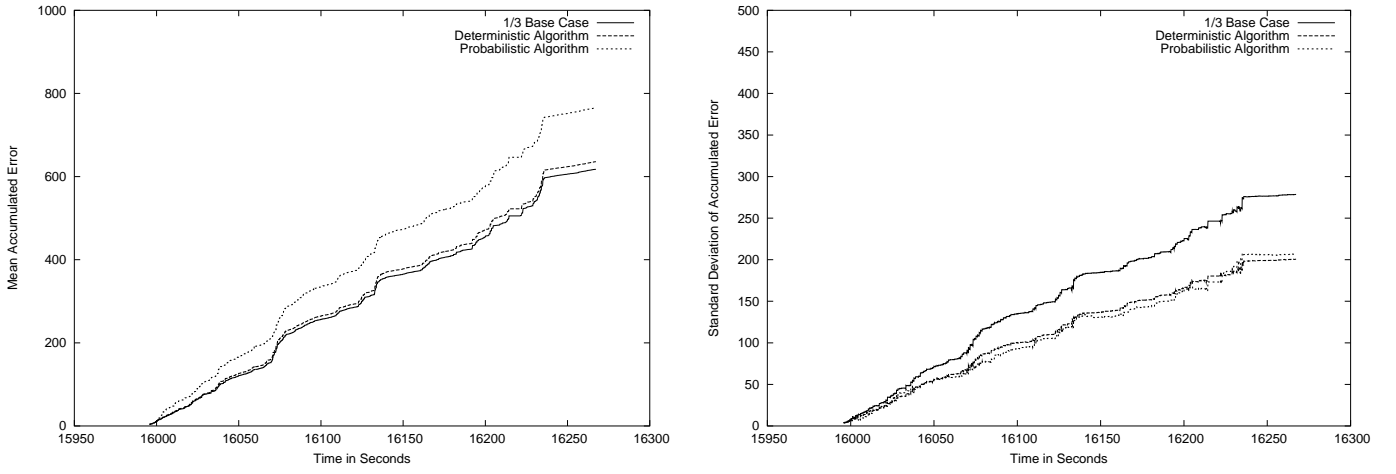 1000
800
600
400
200
0
15950 16000 16050 16100 16150 16200 16250 16300
Mean Accumulated Error
Time in Seconds
1/3 Base Case
Deterministic Algorithm
Probabilistic Algorithm
500
450
400
350
300
250
200
150
100
50
0
15950 16000 16050 16100 16150 16200 16250 16300
Standard Deviation of Accumulated Error
Time in Seconds
1/3 Base Case
Deterministic Algorithm
Probabilistic Algorithm